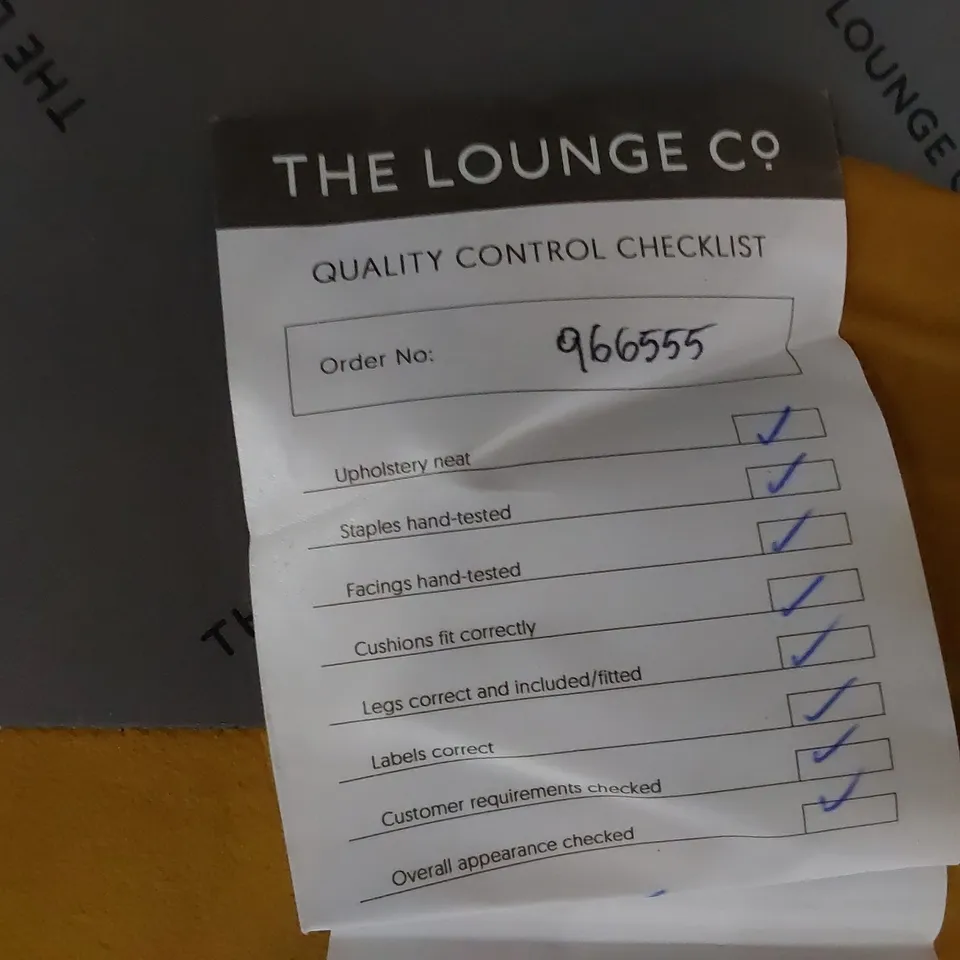 THE LOUNGE Co
QUALITY CONTROL CHECKLIST
Order No: 966555
Upholstery neat
Staples hand-tested
Facings hand-tested
Cushions fit correctly
Legs correct and included/fitted
Labels correct
Customer requirements checked
Overall appearance checked
THE
LOUNGE